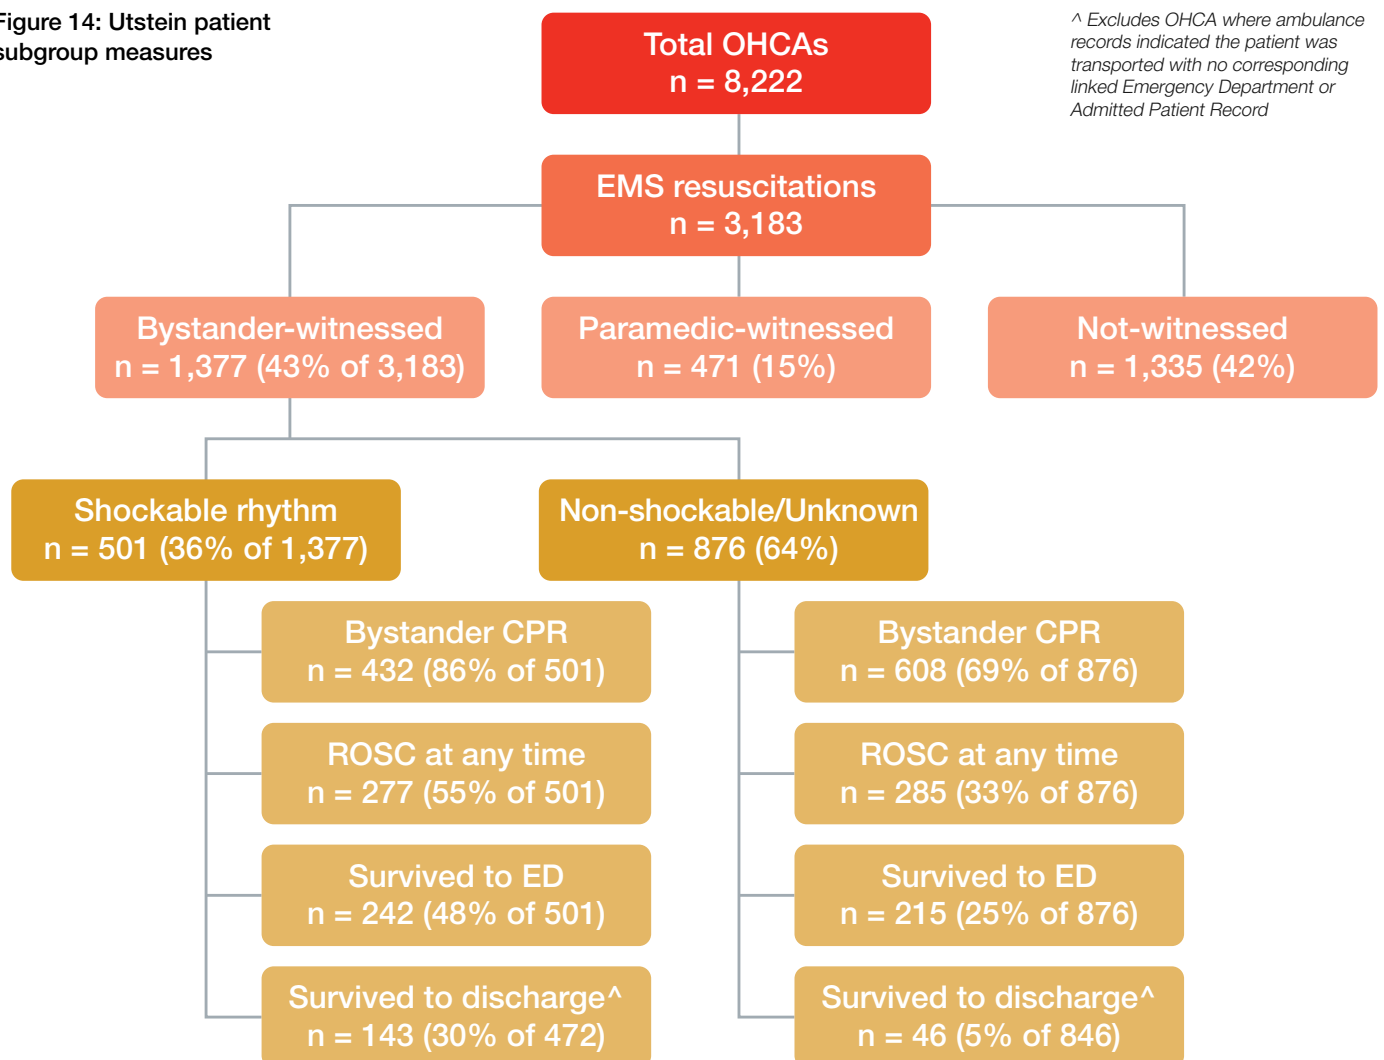 Figure 14: Utstein patient
subgroup measures
Total OHCAs
n = 8,222
^ Excludes OHCA where ambulance
records indicated the patient was
transported with no corresponding
linked Emergency Department or
Admitted Patient Record
EMS resuscitations
n = 3,183
Bystander-witnessed
n = 1,377 (43% of 3,183)
Paramedic-witnessed
n = 471 (15%)
Not-witnessed
n = 1,335 (42%)
Shockable rhythm
n = 501 (36% of 1,377)
Non-shockable/Unknown
n = 876 (64%)
Bystander CPR
n = 432 (86% of 501)
ROSC at any time
n = 277 (55% of 501)
Survived to ED
n = 242 (48% of 501)
Survived to discharge^
n = 143 (30% of 472)
Bystander CPR
n = 608 (69% of 876)
ROSC at any time
n = 285 (33% of 876)
Survived to ED
n = 215 (25% of 876)
Survived to discharge^
n = 46 (5% of 846)